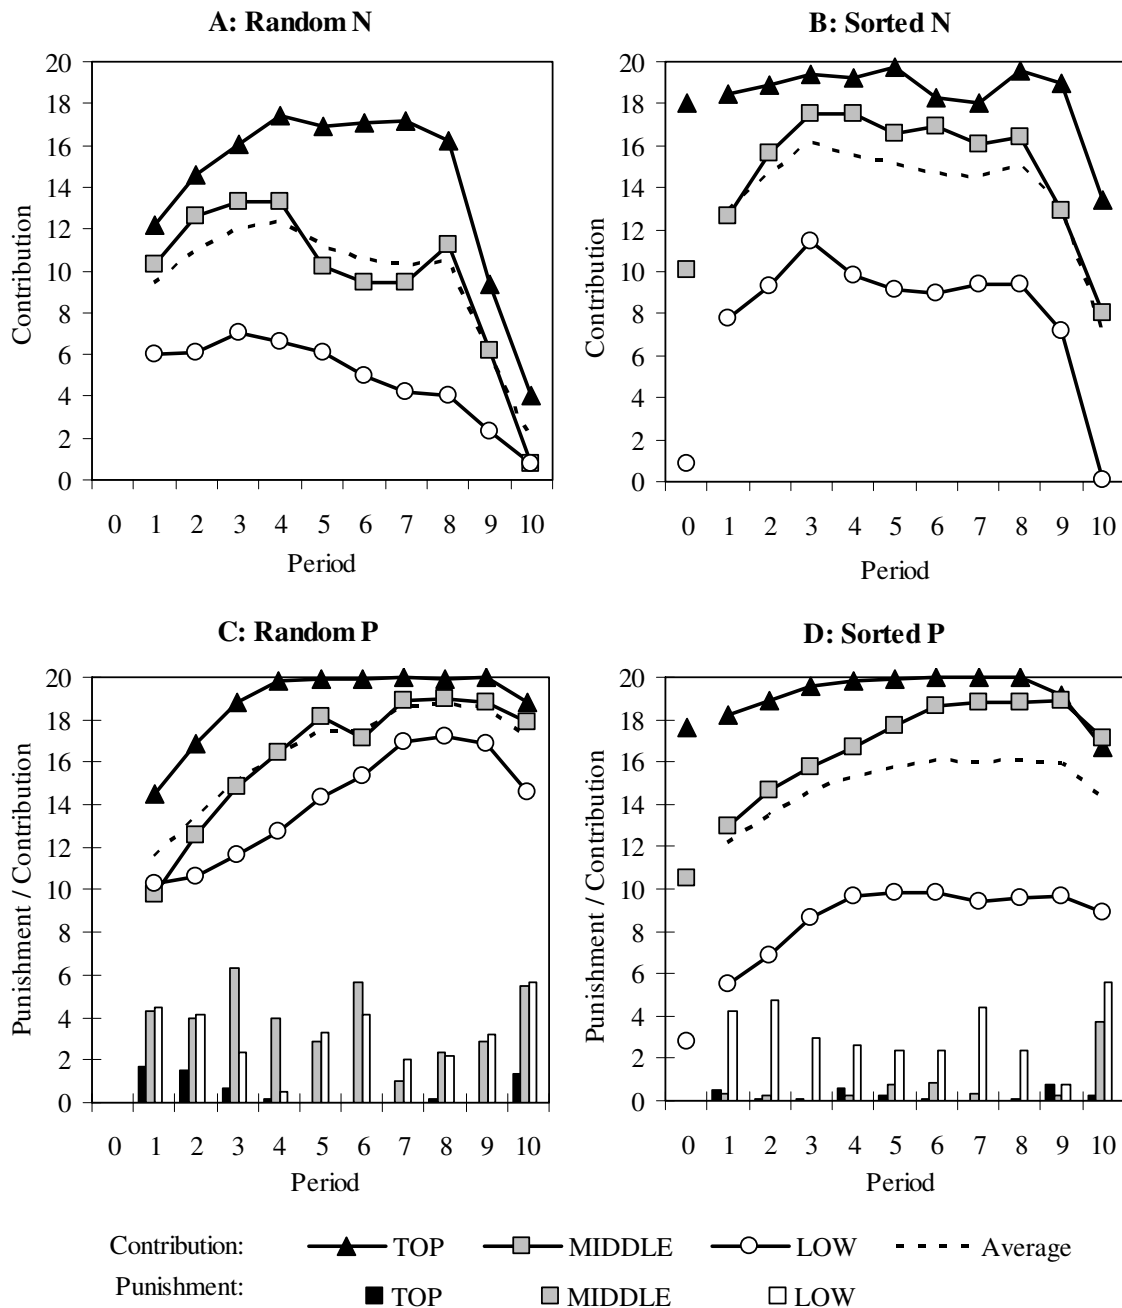 A: Random N
Contribution
20
18
16
14
12
10
8
6
4
2
0
0 1 2 3 4 5 6 7 8 9 10
Period
B: Sorted N
Contribution
20
18
16
14
12
10
8
6
4
2
0
0 1 2 3 4 5 6 7 8 9 10
Period
C: Random P
Punishment / Contribution
20
18
16
14
12
10
8
6
4
2
0
0 1 2 3 4 5 6 7 8 9 10
Period
D: Sorted P
Punishment / Contribution
20
18
16
14
12
10
8
6
4
2
0
0 1 2 3 4 5 6 7 8 9 10
Period
Contribution: TOP MIDDLE LOW Average
Punishment: TOP MIDDLE LOW